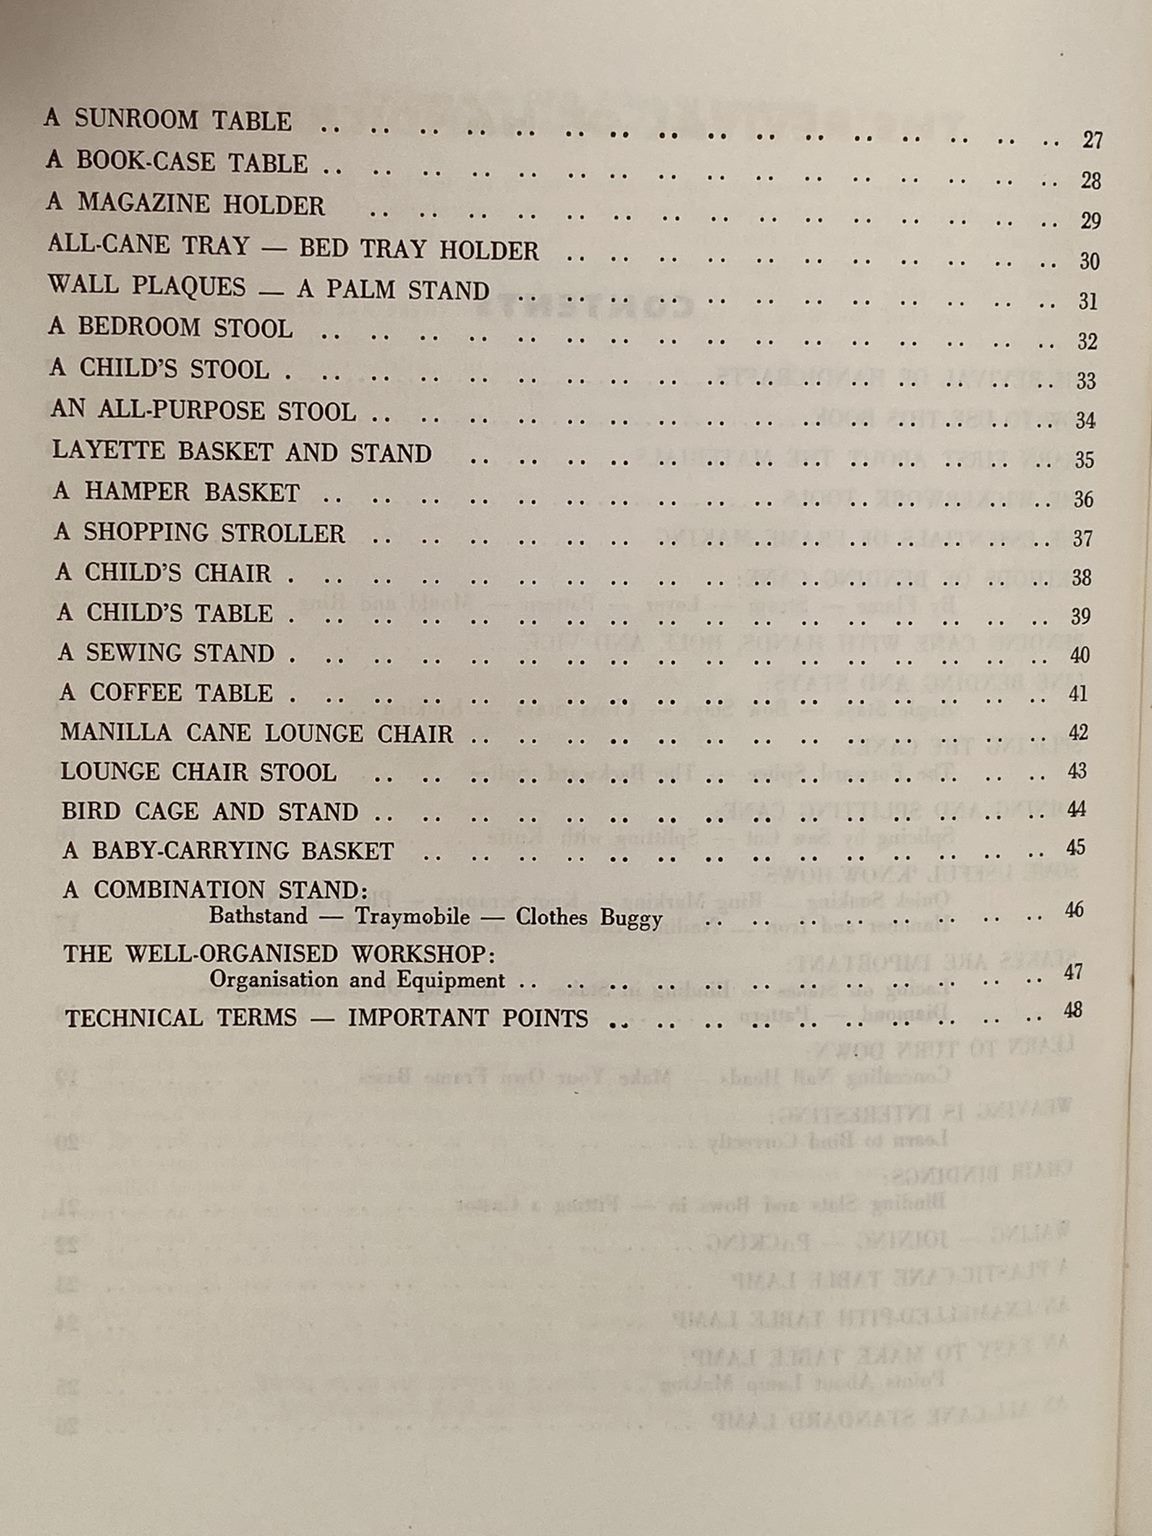 A SUNROOM TABLE .. .. .. .. .. .. .. .. .. .. .. .. .. .. .. .. 27
A BOOK-CASE TABLE .. .. .. .. .. .. .. .. .. .. .. .. .. .. .. .. 28
A MAGAZINE HOLDER .. .. .. .. .. .. .. .. .. .. .. .. .. .. .. 29
ALL-CANE TRAY — BED TRAY HOLDER .. .. .. .. .. .. .. .. .. .. .. 30
WALL PLAQUES — A PALM STAND .. .. .. .. .. .. .. .. .. .. .. .. 31
A BEDROOM STOOL .. .. .. .. .. .. .. .. .. .. .. .. .. .. .. .. 32
A CHILD'S STOOL . .. .. .. .. .. .. .. .. .. .. .. .. .. .. .. .. 33
AN ALL-PURPOSE STOOL .. .. .. .. .. .. .. .. .. .. .. .. .. .. .. 34
LAYETTE BASKET AND STAND .. .. .. .. .. .. .. .. .. .. .. .. .. 35
A HAMPER BASKET .. .. .. .. .. .. .. .. .. .. .. .. .. .. .. .. 36
A SHOPPING STROLLER .. .. .. .. .. .. .. .. .. .. .. .. .. .. .. 37
A CHILD'S CHAIR . .. .. .. .. .. .. .. .. .. .. .. .. .. .. .. .. 38
A CHILD'S TABLE . .. .. .. .. .. .. .. .. .. .. .. .. .. .. .. .. 39
A SEWING STAND . .. .. .. .. .. .. .. .. .. .. .. .. .. .. .. .. 40
A COFFEE TABLE . .. .. .. .. .. .. .. .. .. .. .. .. .. .. .. .. 41
MANILLA CANE LOUNGE CHAIR .. .. .. .. .. .. .. .. .. .. .. .. .. 42
LOUNGE CHAIR STOOL .. .. .. .. .. .. .. .. .. .. .. .. .. .. .. 43
BIRD CAGE AND STAND .. .. .. .. .. .. .. .. .. .. .. .. .. .. .. 44
A BABY-CARRYING BASKET .. .. .. .. .. .. .. .. .. .. .. .. .. .. 45
A COMBINATION STAND:
Bathstand — Traymobile — Clothes Buggy .. .. .. .. .. .. .. .. 46
THE WELL-ORGANISED WORKSHOP:
Organisation and Equipment .. .. .. .. .. .. .. .. .. .. .. .. 47
TECHNICAL TERMS — IMPORTANT POINTS .. .. .. .. .. .. .. .. .. .. 48